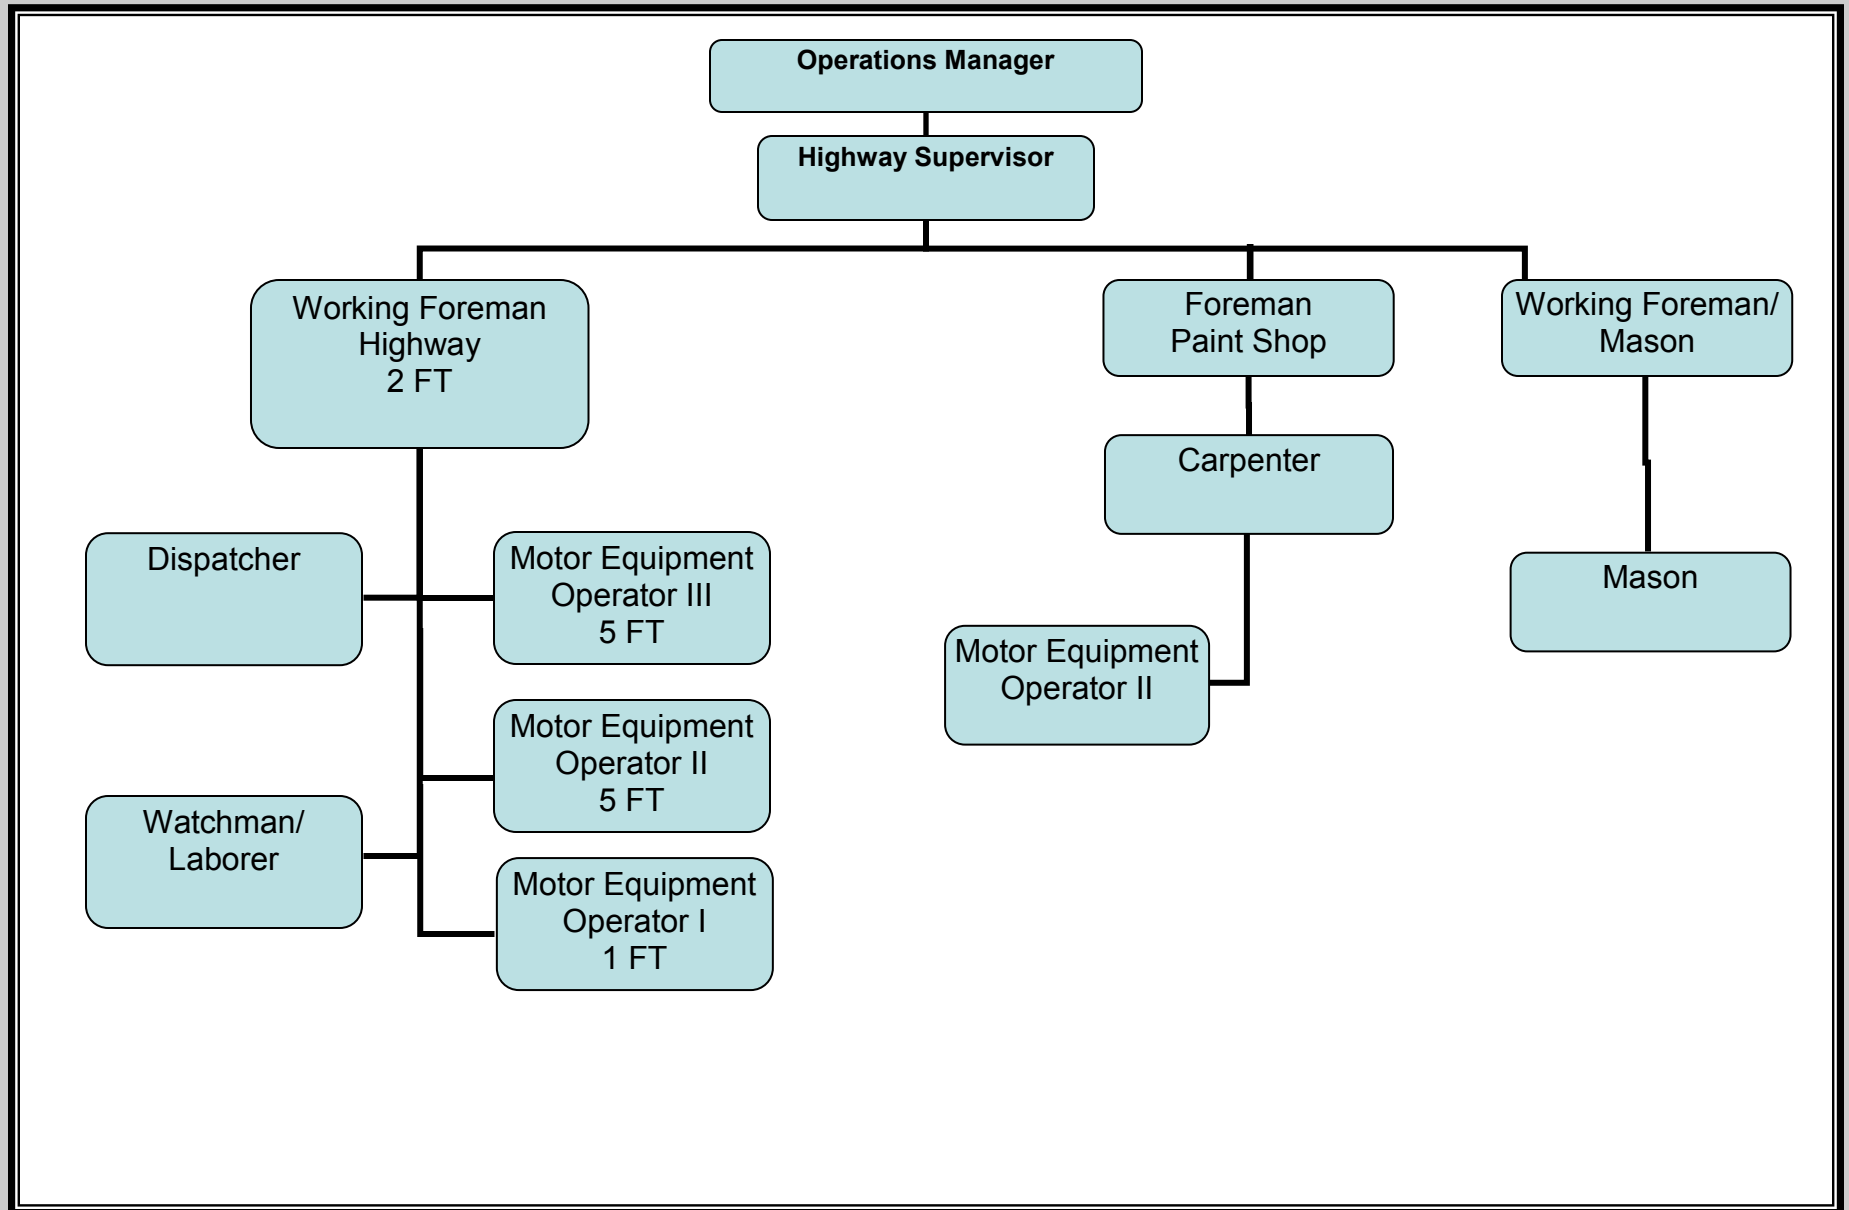 Operations Manager
Highway Supervisor
Working Foreman
Highway
2 FT
Foreman
Paint Shop
Working Foreman/
Mason
Carpenter
Dispatcher
Motor Equipment
Operator III
5 FT
Mason
Motor Equipment
Operator II
Motor Equipment
Operator II
5 FT
Watchman/
Laborer
Motor Equipment
Operator I
1 FT